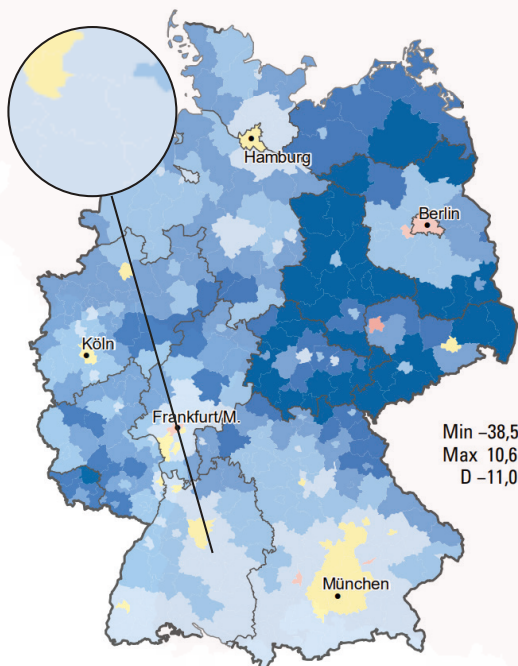 Hamburg
Berlin
Köln
Frankfurt/M.
Min –38,5
Max 10,6
D –11,0
München